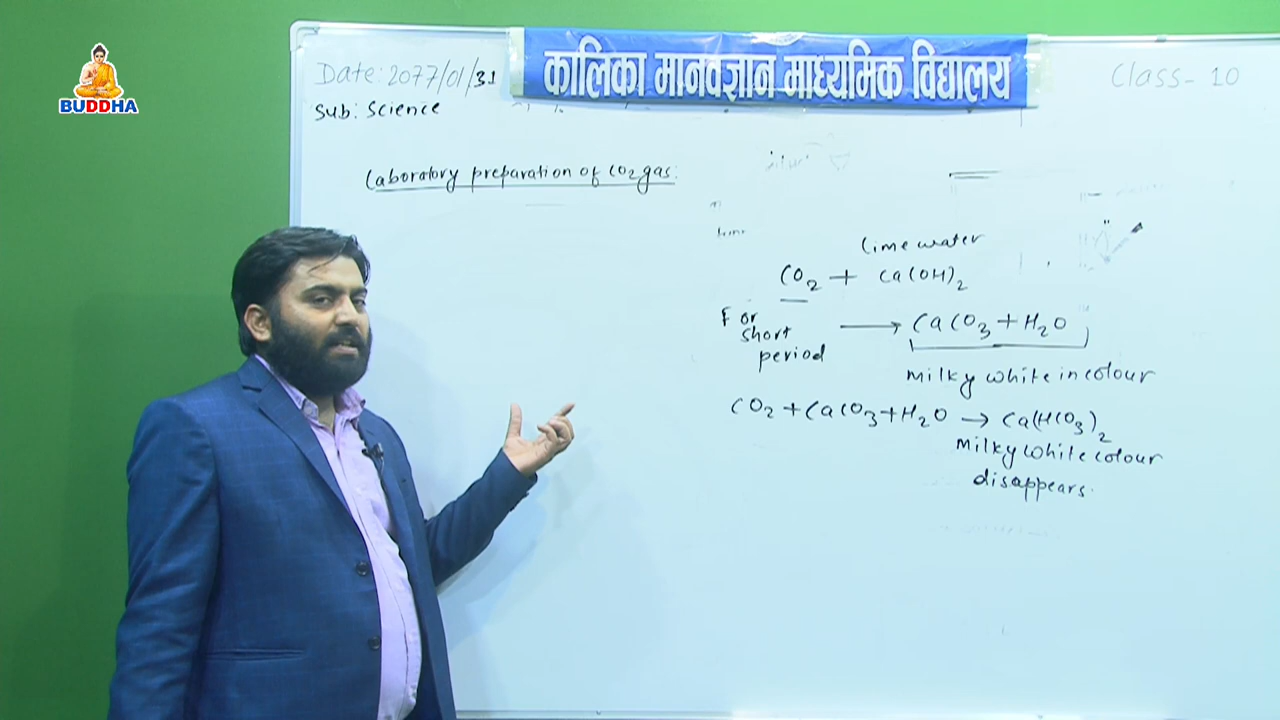 BUDDHA
Date: 2077/01/31
कालिका मानवज्ञान माध्यमिक विद्यालय
Class- 10
Sub: Science
Laboratory preparation of CO2 gas:
lime water
CO2 + Ca(OH)2
For short period → CaCO3 + H2O
milky white in colour
CO2 + CaCO3 + H2O → Ca(HCO3)2
milky white colour
disappears.